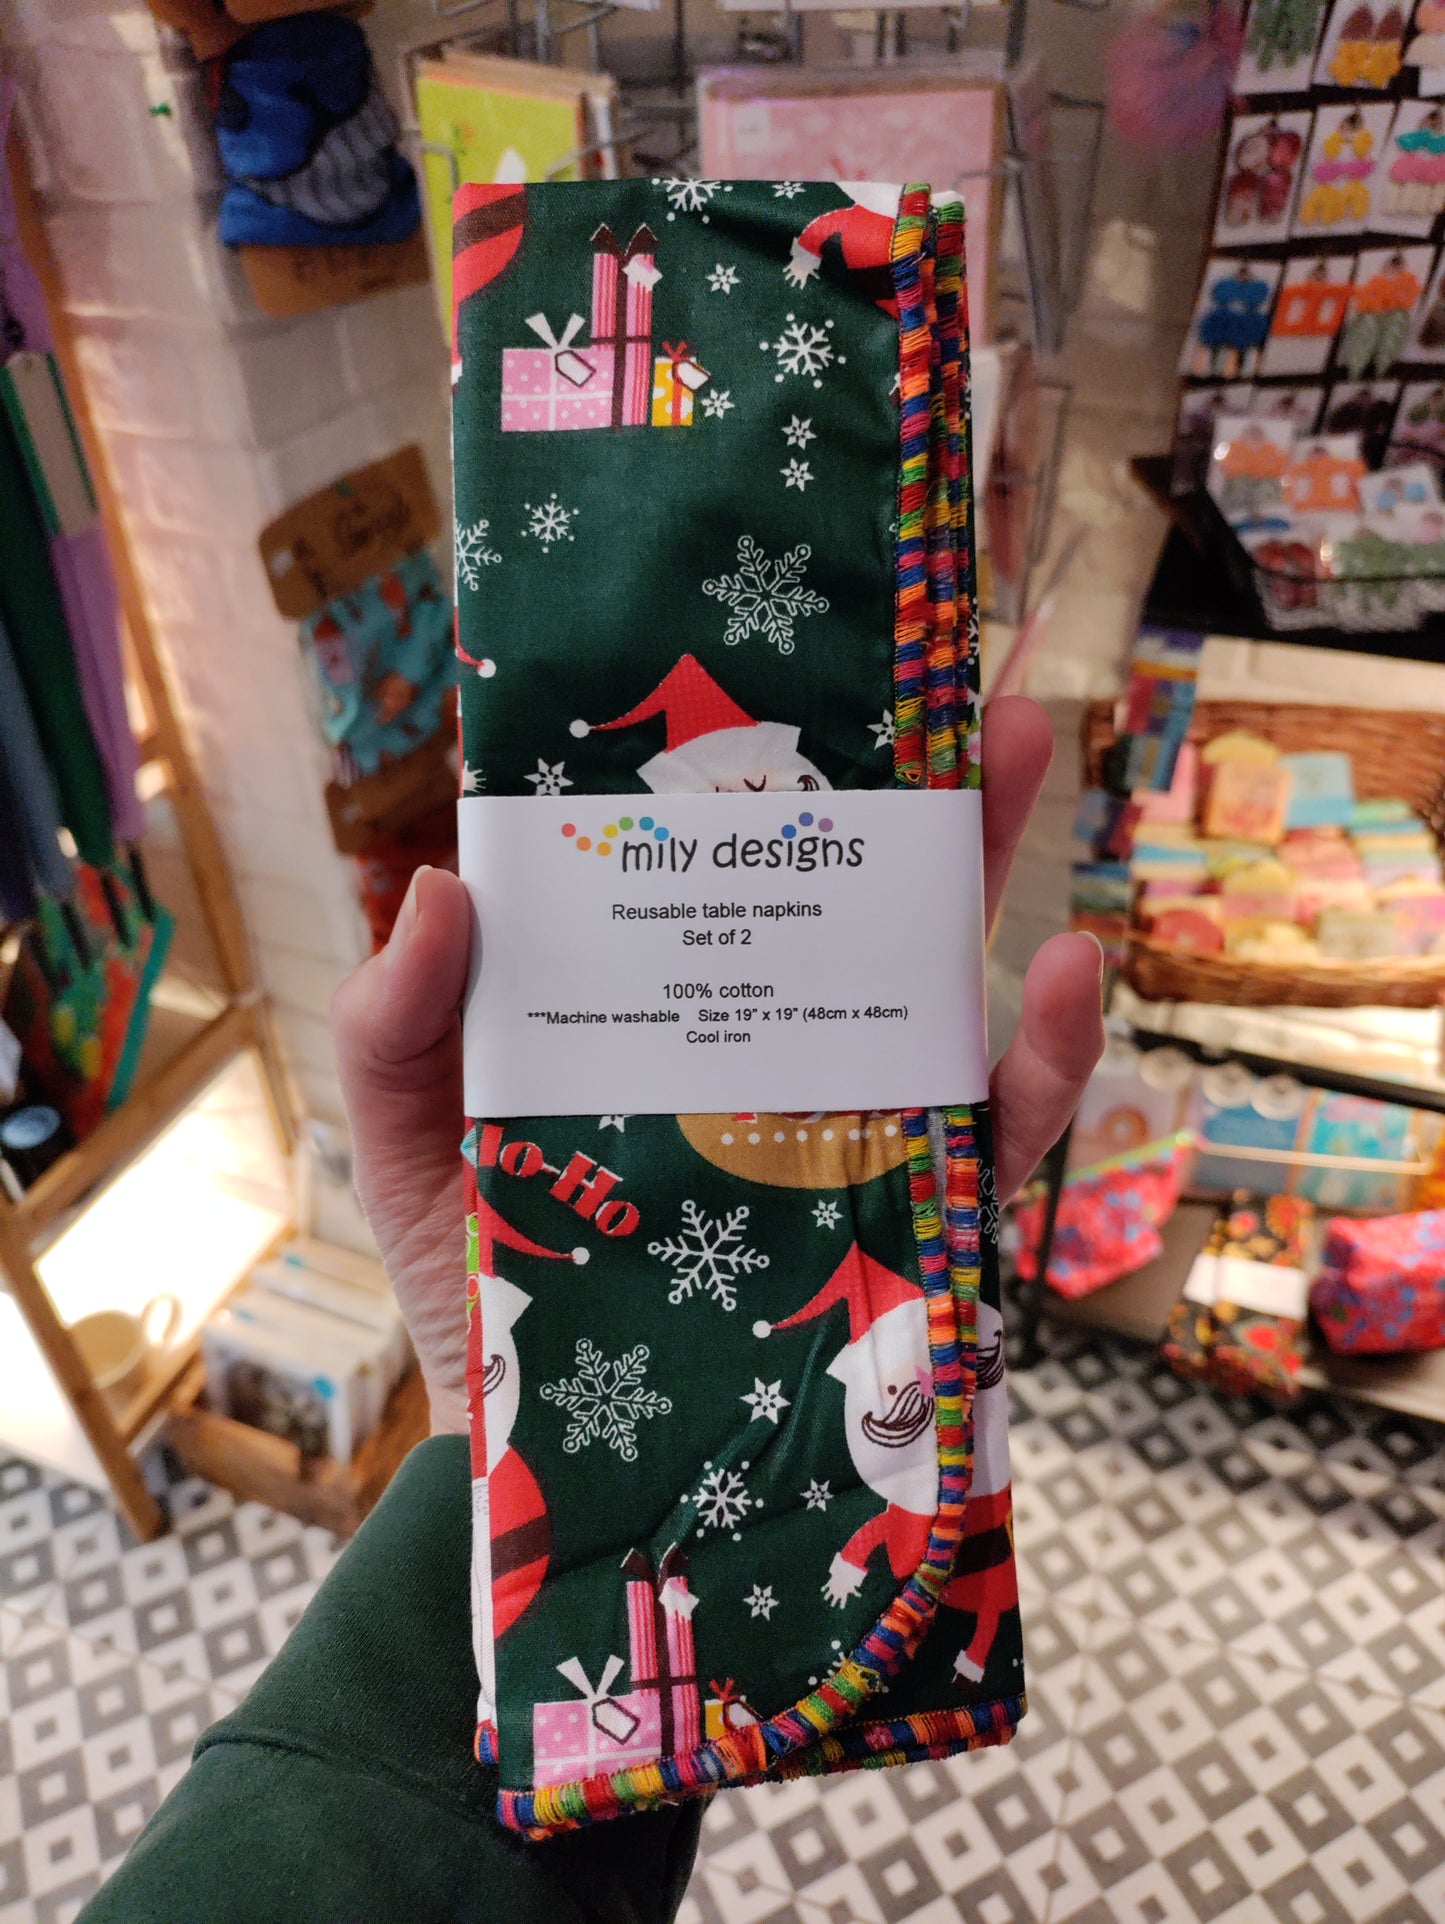 mily designs
Reusable table napkins
Set of 2
100% cotton
***Machine washable Size 19" x 19" (48cm x 48cm)
Cool iron
Ho-Ho